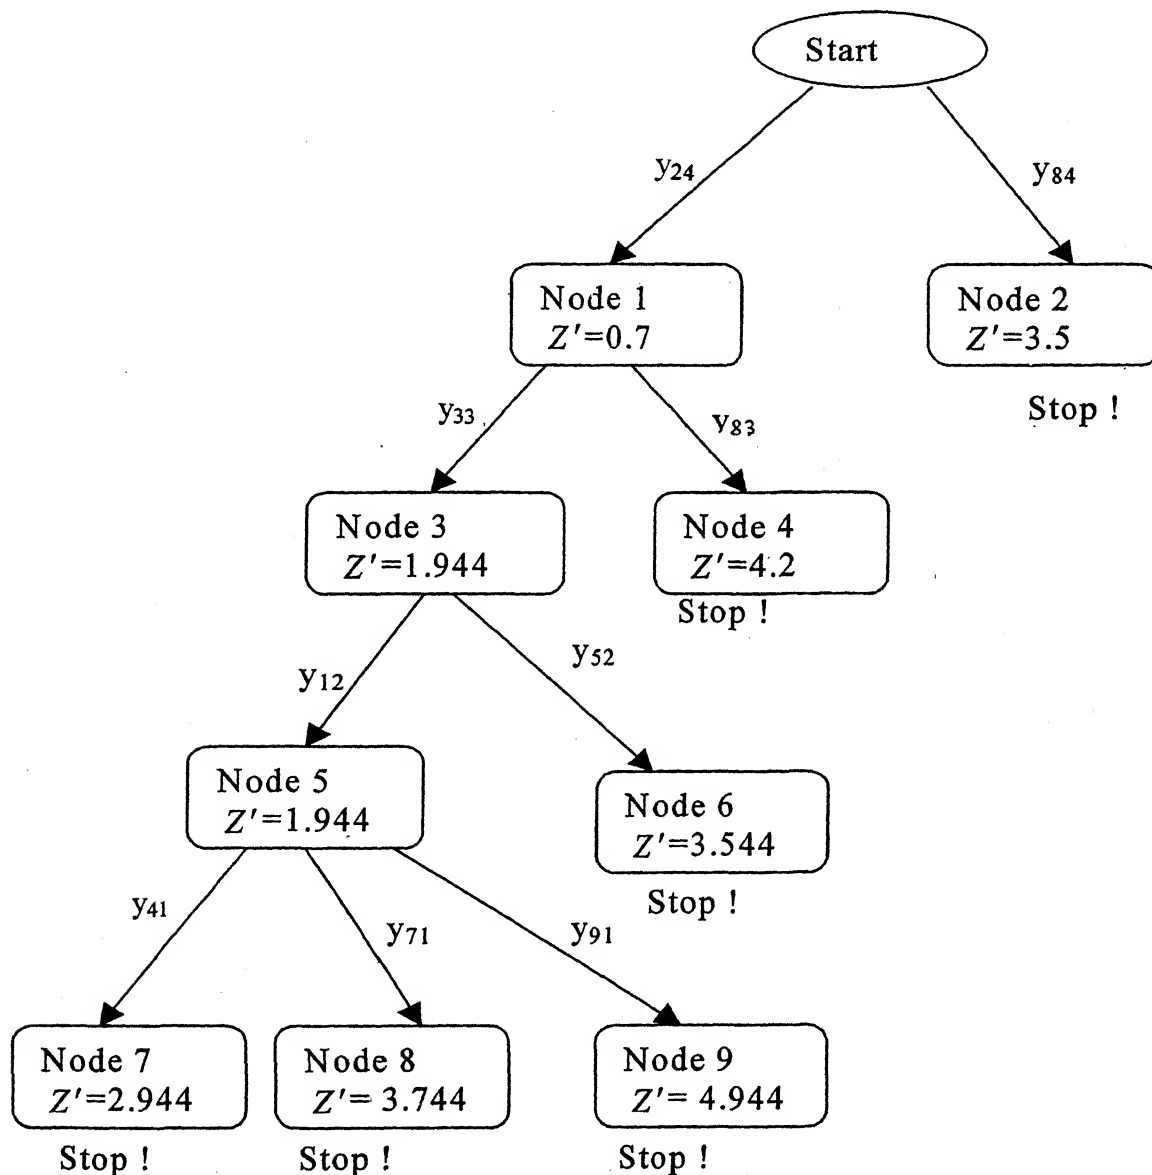 Start
y24
y84
Node 1
Z'=0.7
Node 2
Z'=3.5
Stop !
y33
y83
Node 3
Z'=1.944
Node 4
Z'=4.2
Stop !
y12
y52
Node 5
Z'=1.944
Node 6
Z'=3.544
Stop !
y41
y71
y91
Node 7
Z'=2.944
Node 8
Z'= 3.744
Node 9
Z'= 4.944
Stop !
Stop !
Stop !